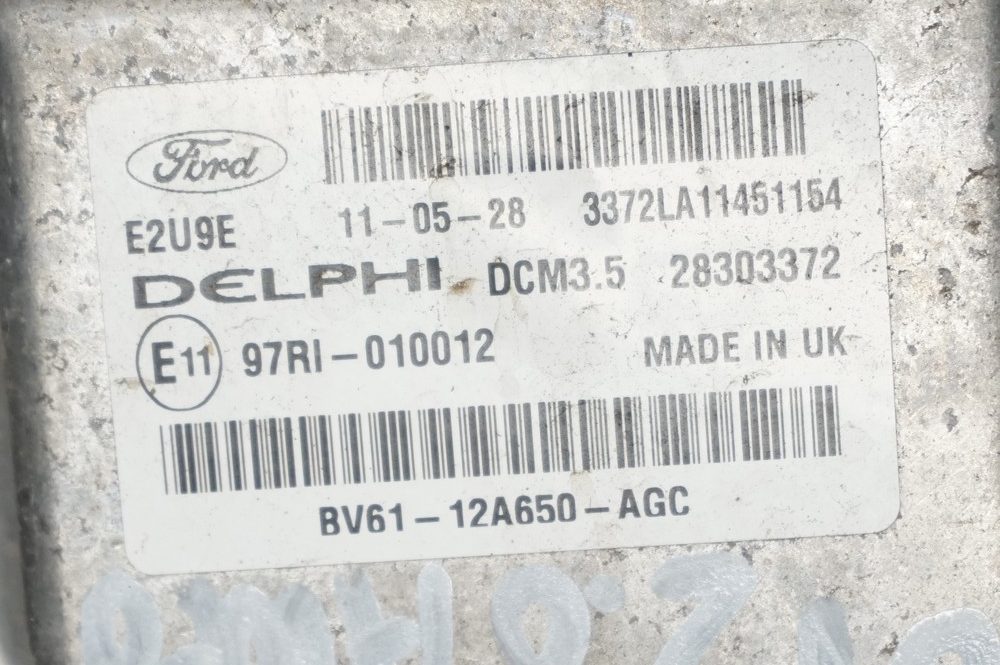 Ford
E2U9E 11-05-28 3372LA11451154
DELPHI DCM3.5 28303372
E11 97RI-010012 MADE IN UK
BV61-12A650-AGC